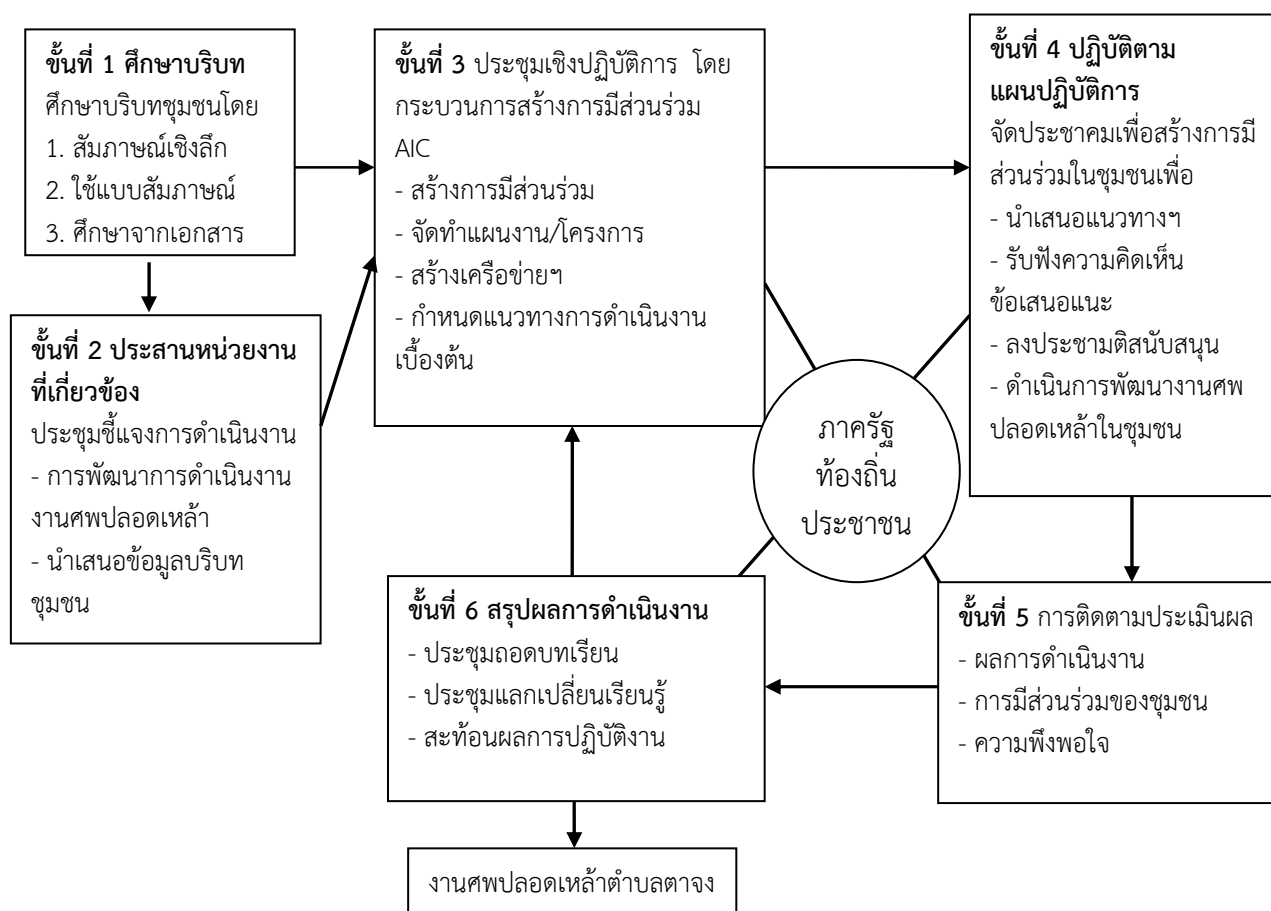 ขั้นที่ 1 ศึกษาบริบท
ศึกษาบริบทชุมชนโดย
1. สัมภาษณ์เชิงลึก
2. ใช้แบบสัมภาษณ์
3. ศึกษาจากเอกสาร
ขั้นที่ 2 ประสานหน่วยงาน
ที่เกี่ยวข้อง
ประชุมชี้แจงการดำเนินงาน
- การพัฒนาการดำเนินงาน
งานศพปลอดเหล้า
- นำเสนอข้อมูลบริบท
ชุมชน
ขั้นที่ 3 ประชุมเชิงปฏิบัติการ โดย
กระบวนการสร้างการมีส่วนร่วม
AIC
- สร้างการมีส่วนร่วม
- จัดทำแผนงาน/โครงการ
- สร้างเครือข่ายฯ
- กำหนดแนวทางการดำเนินงาน
เบื้องต้น
ขั้นที่ 4 ปฏิบัติตาม
แผนปฏิบัติการ
จัดประชาคมเพื่อสร้างการมี
ส่วนร่วมในชุมชนเพื่อ
- นำเสนอแนวทางฯ
- รับฟังความคิดเห็น
ข้อเสนอแนะ
- ลงประชามติสนับสนุน
- ดำเนินการพัฒนางานศพ
ปลอดเหล้าในชุมชน
ภาครัฐ
ท้องถิ่น
ประชาชน
ขั้นที่ 5 การติดตามประเมินผล
- ผลการดำเนินงาน
- การมีส่วนร่วมของชุมชน
- ความพึงพอใจ
ขั้นที่ 6 สรุปผลการดำเนินงาน
- ประชุมถอดบทเรียน
- ประชุมแลกเปลี่ยนเรียนรู้
- สะท้อนผลการปฏิบัติงาน
งานศพปลอดเหล้าตำบลตาจง